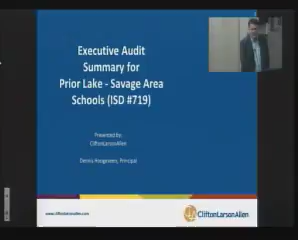 Executive Audit
Summary for
Prior Lake - Savage Area
Schools (ISD #719)
Presented by:
CliftonLarsonAllen
Dennis Hoogeveen, Principal
www.cliftonlarsonallen.com
CliftonLarsonAllen